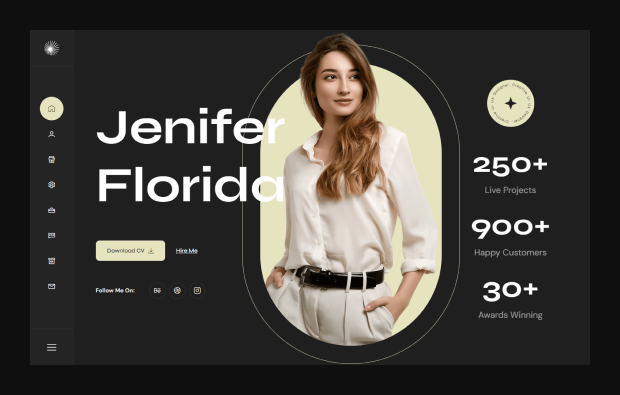 Jenifer
Florida
Download CV
Hire Me
Follow Me On:
250+
Live Projects
900+
Happy Customers
30+
Awards Winning